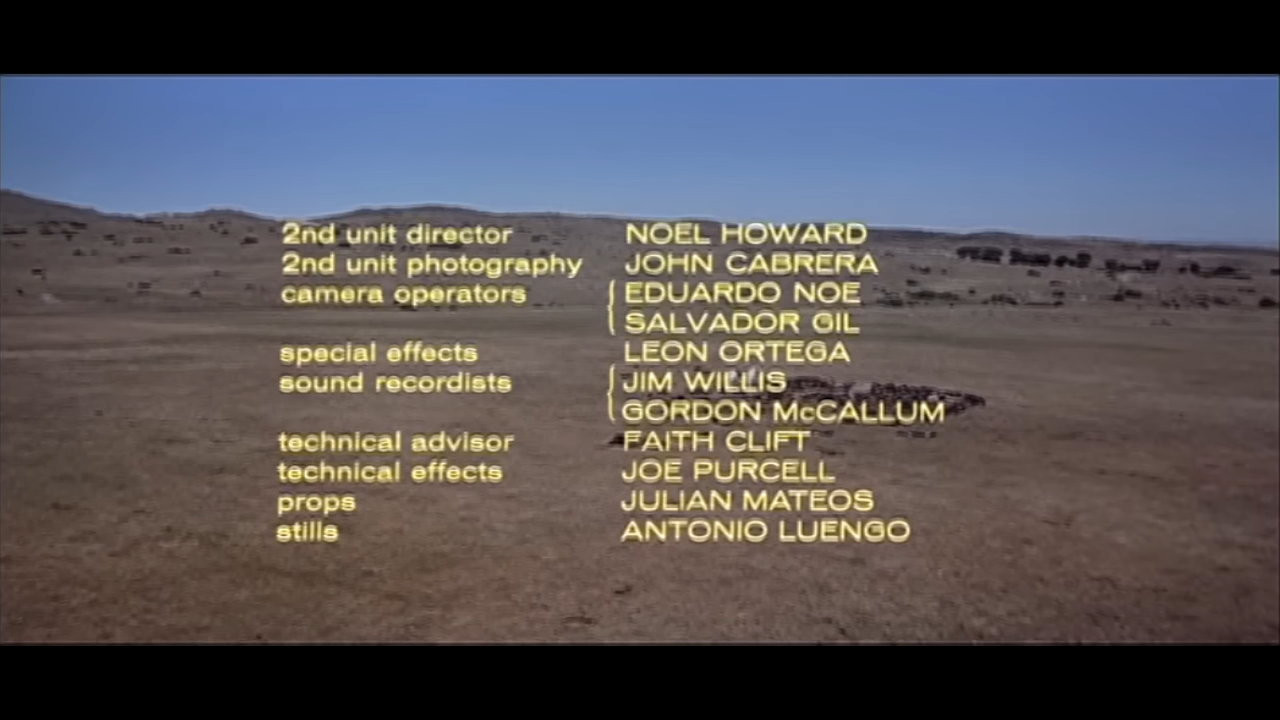 2nd unit director NOEL HOWARD
2nd unit photography JOHN CABRERA
camera operators EDUARDO NOE
SALVADOR GIL
special effects LEON ORTEGA
sound recordists JIM WILLIS
GORDON McCALLUM
technical advisor FAITH CLIFT
technical effects JOE PURCELL
props JULIAN MATEOS
stills ANTONIO LUENGO